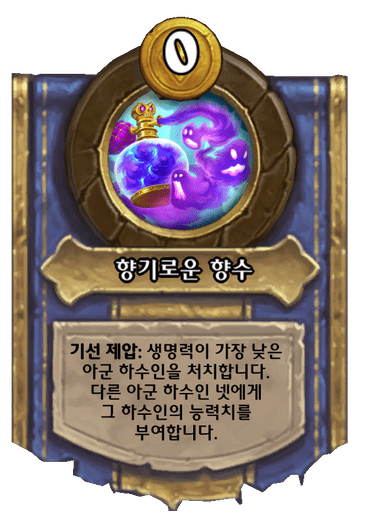 0
향기로운 향수
기선 제압: 생명력이 가장 낮은
아군 하수인을 처치합니다.
다른 아군 하수인 넷에게
그 하수인의 능력치를
부여합니다.